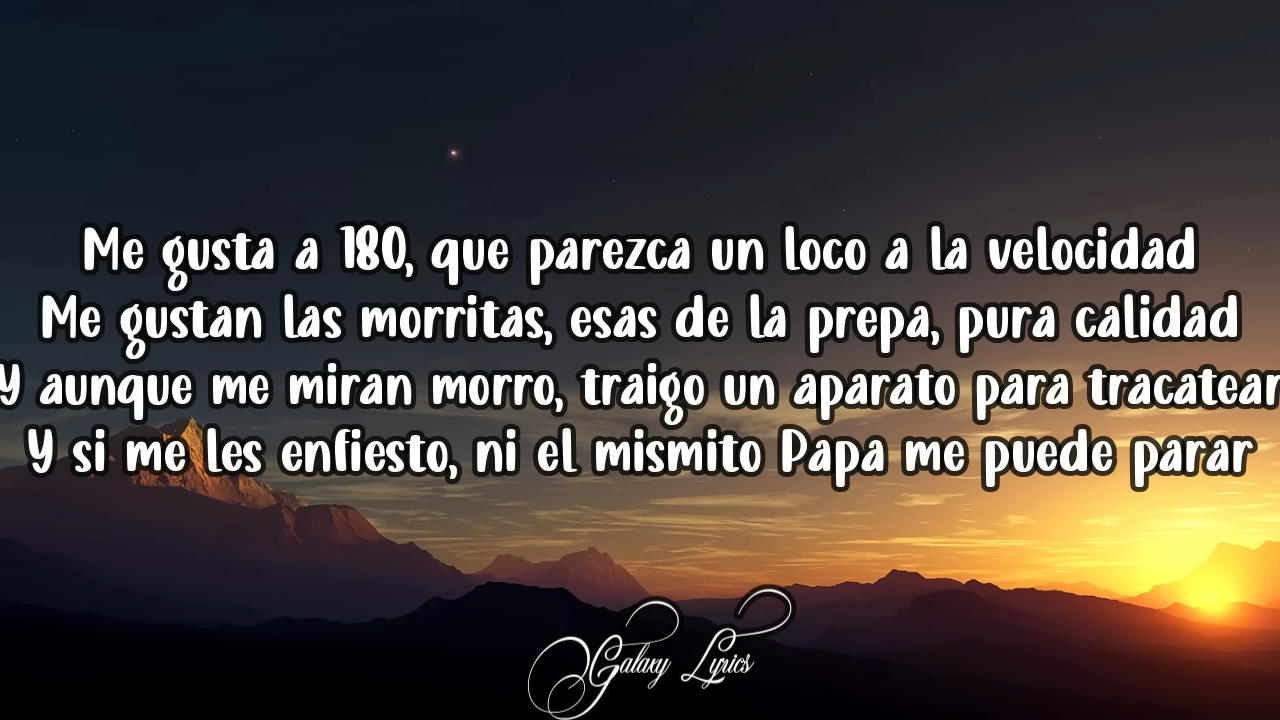 Me gusta a 180, que parezca un loco a la velocidad
Me gustan las morritas, esas de la prepa, pura calidad
Y aunque me miran morro, traigo un aparato para tracatear
Y si me les enfiesto, ni el mismito Papa me puede parar
Galaxy Lyrics